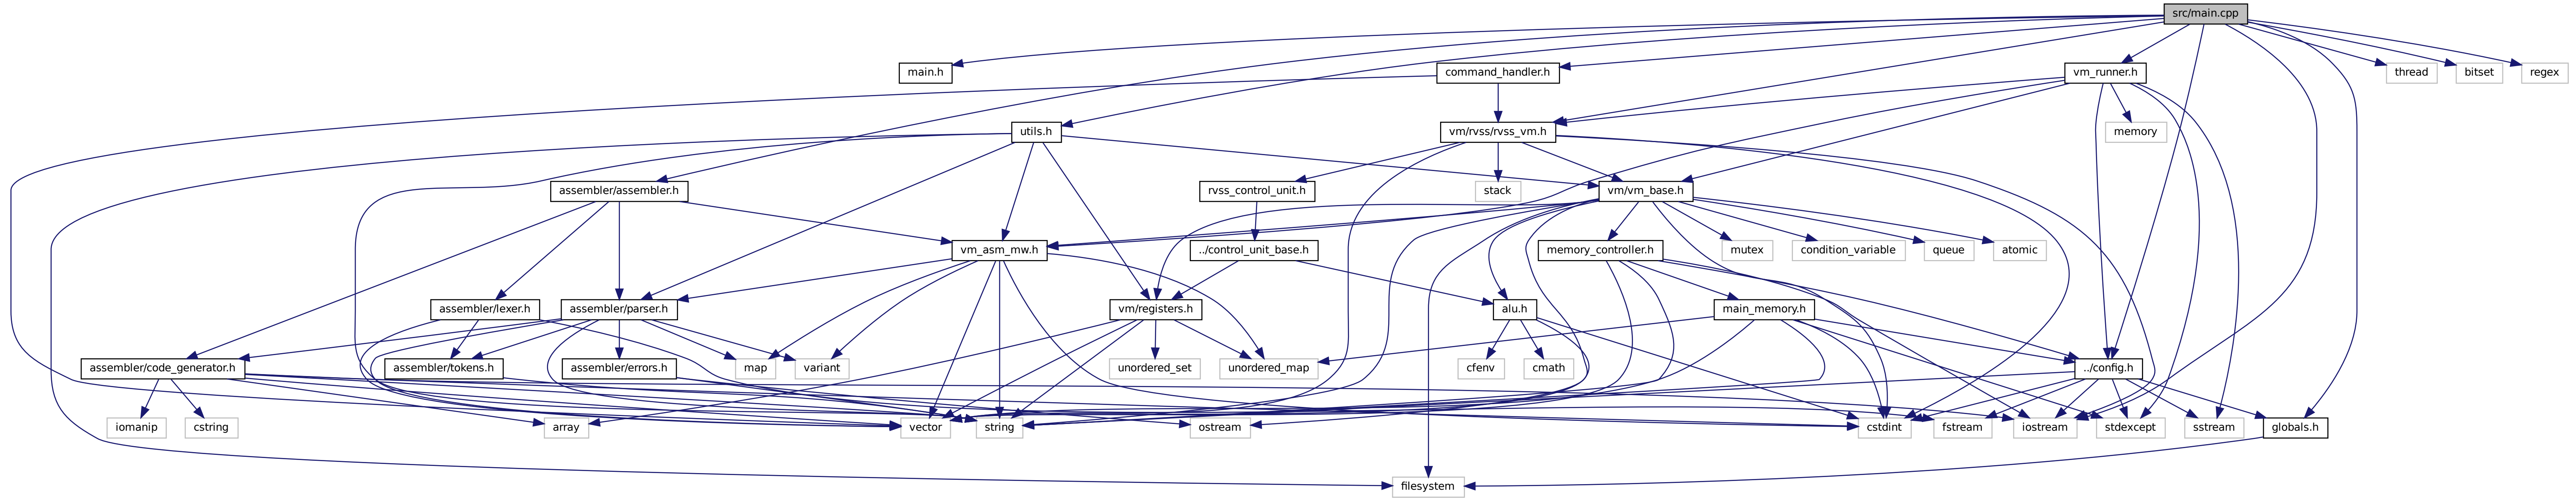 src/main.cpp
main.h
command_handler.h
vm_runner.h
thread
bitset
regex
utils.h
vm/rvss/rvss_vm.h
memory
assembler/assembler.h
rvss_control_unit.h
stack
vm/vm_base.h
vm_asm_mw.h
../control_unit_base.h
memory_controller.h
mutex
condition_variable
queue
atomic
assembler/lexer.h
assembler/parser.h
vm/registers.h
alu.h
main_memory.h
assembler/code_generator.h
assembler/tokens.h
assembler/errors.h
map
variant
unordered_set
unordered_map
cfenv
cmath
../config.h
iomanip
cstring
array
vector
string
ostream
cstdint
fstream
iostream
stdexcept
sstream
globals.h
filesystem